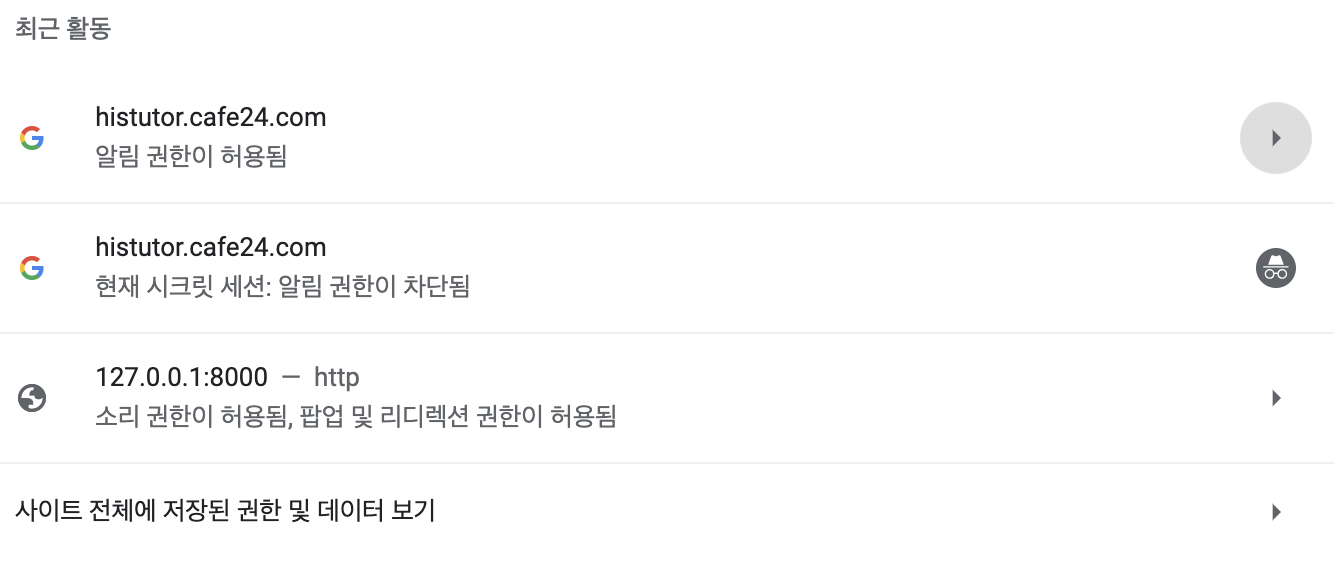 최근 활동
histutor.cafe24.com
알림 권한이 허용됨
histutor.cafe24.com
현재 시크릿 세션: 알림 권한이 차단됨
127.0.0.1:8000 — http
소리 권한이 허용됨, 팝업 및 리디렉션 권한이 허용됨
사이트 전체에 저장된 권한 및 데이터 보기